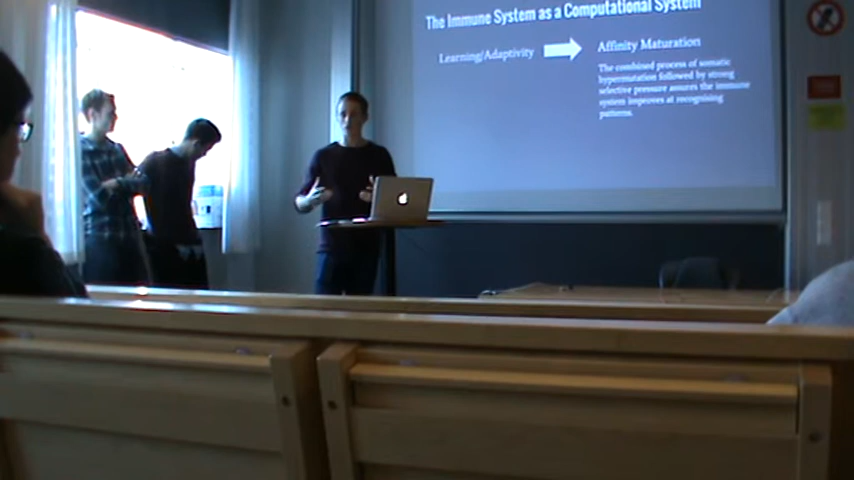 The Immune System as a Computational System
Learning/Adaptivity
Affinity Maturation
The combined process of somatic
hypermutation followed by strong
selective pressure assures the immune
system improves at recognising
patterns.